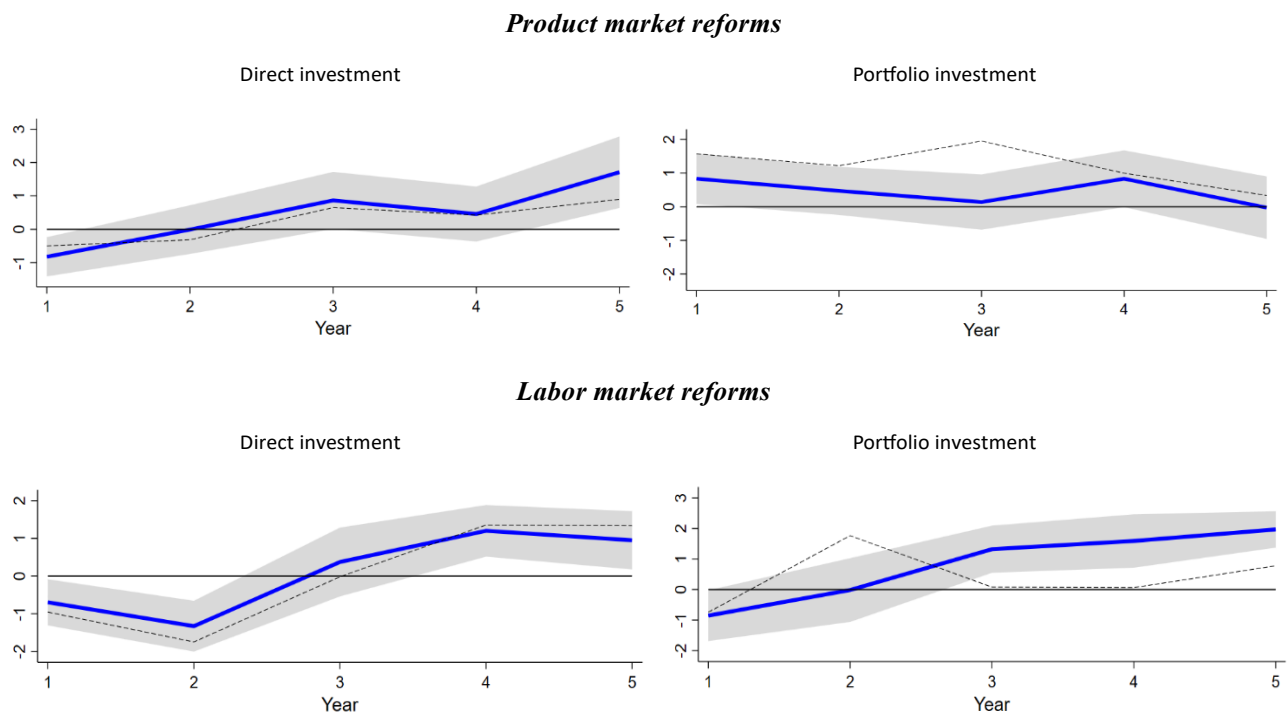 Product market reforms
Direct investment
3
2
1
0
-1
1 2 3 4 5
Year
Portfolio investment
2
1
0
-1
-2
1 2 3 4 5
Year
Labor market reforms
Direct investment
2
1
0
-1
-2
1 2 3 4 5
Year
Portfolio investment
3
2
1
0
-1
-2
1 2 3 4 5
Year